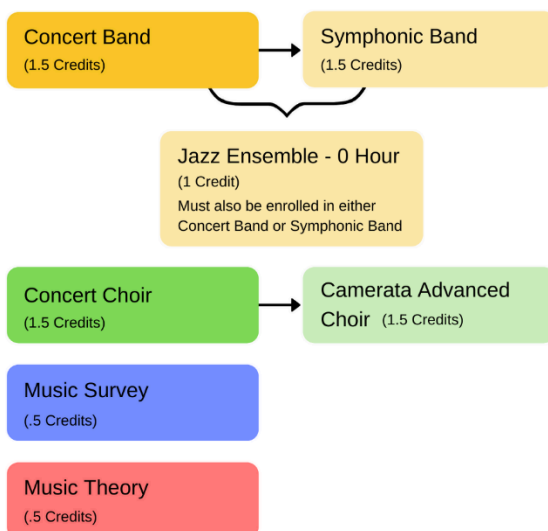 Concert Band
(1.5 Credits)
Symphonic Band
(1.5 Credits)
Jazz Ensemble - 0 Hour
(1 Credit)
Must also be enrolled in either
Concert Band or Symphonic Band
Concert Choir
(1.5 Credits)
Camerata Advanced
Choir (1.5 Credits)
Music Survey
(.5 Credits)
Music Theory
(.5 Credits)